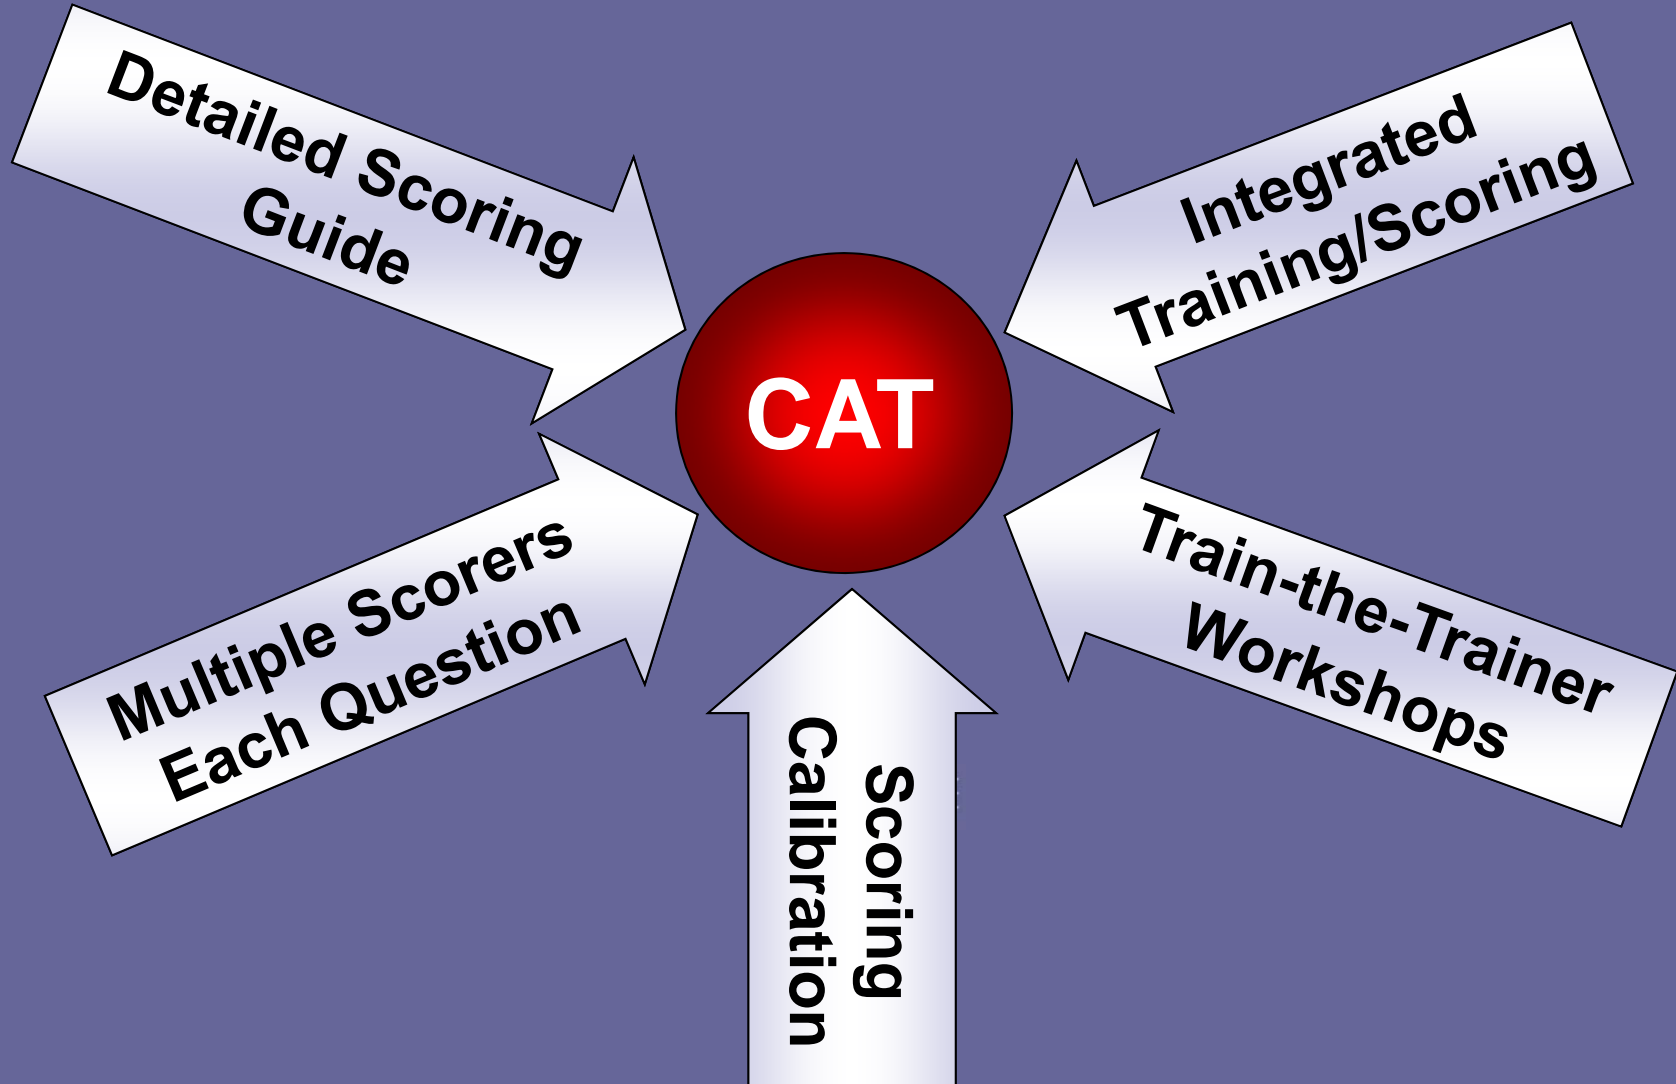 Detailed Scoring
Guide
Integrated
Training/Scoring
CAT
Multiple Scorers
Each Question
Train-the-Trainer
Workshops
Scoring
Calibration